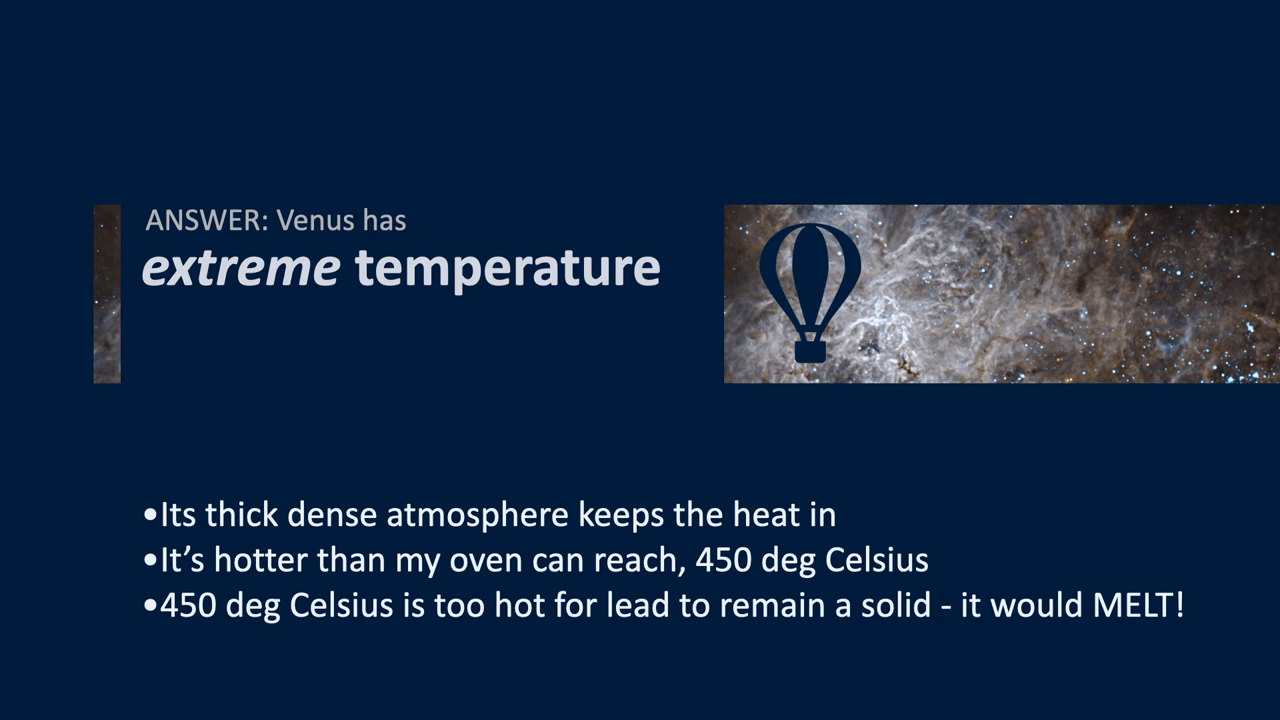 ANSWER: Venus has
extreme temperature
•Its thick dense atmosphere keeps the heat in
•It’s hotter than my oven can reach, 450 deg Celsius
•450 deg Celsius is too hot for lead to remain a solid - it would MELT!